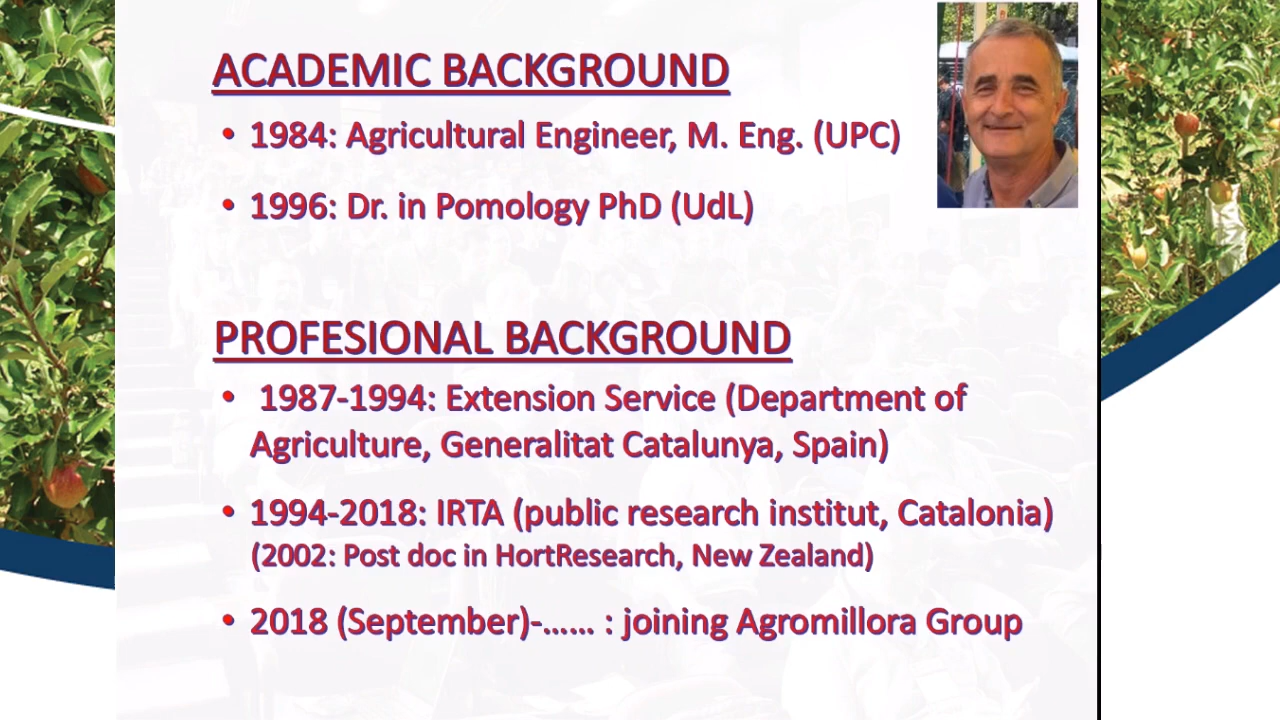 ACADEMIC BACKGROUND
• 1984: Agricultural Engineer, M. Eng. (UPC)
• 1996: Dr. in Pomology PhD (UdL)
PROFESIONAL BACKGROUND
• 1987-1994: Extension Service (Department of
Agriculture, Generalitat Catalunya, Spain)
• 1994-2018: IRTA (public research institut, Catalonia)
(2002: Post doc in HortResearch, New Zealand)
• 2018 (September)-...... : joining Agromillora Group